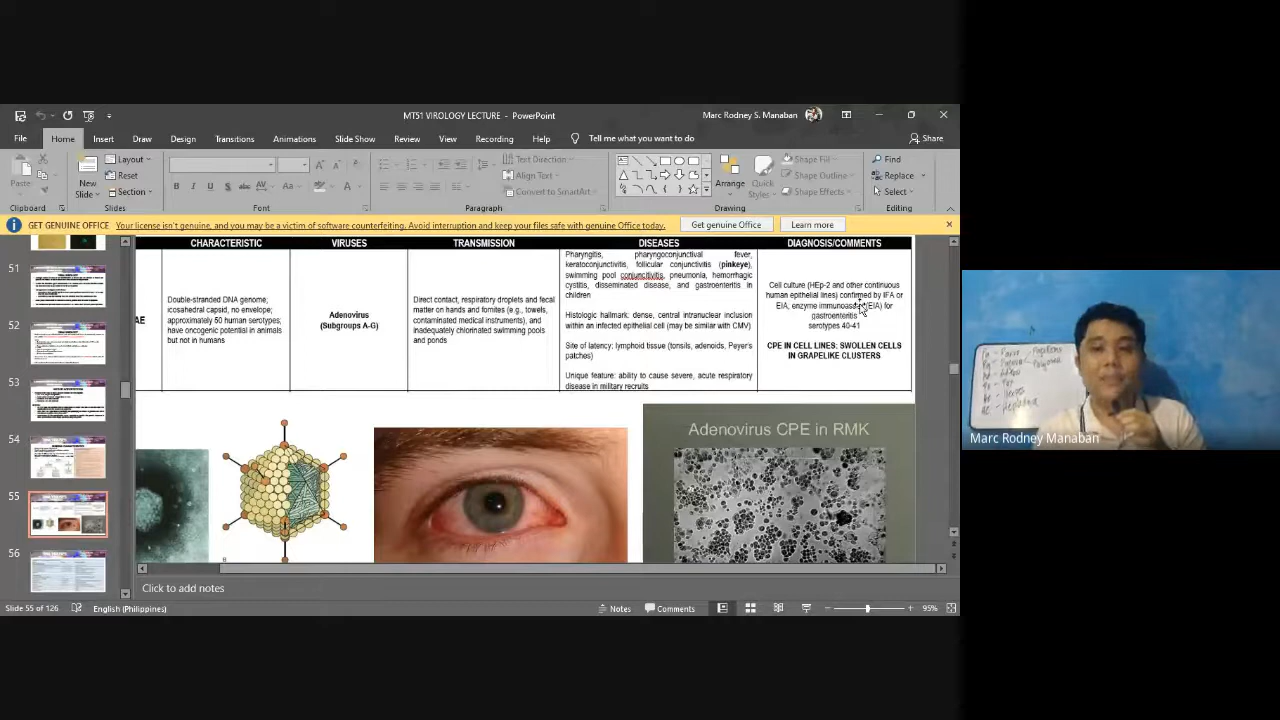 MT51 VIROLOGY LECTURE - PowerPoint
Marc Rodney S. Manaban
File Home Insert Draw Design Transitions Animations Slide Show Review View Recording Help Tell me what you want to do Share
Paste
New Slide
Layout
Reset
Section
B I U S abc AV Aa A
Text Direction
Align Text
Convert to SmartArt
Arrange
Quick Styles
Shape Fill
Shape Outline
Shape Effects
Find
Replace
Select
Clipboard Slides Font Paragraph Drawing Editing
GET GENUINE OFFICE Your license isn't genuine, and you may be a victim of software counterfeiting. Avoid interruption and keep your files safe with genuine Office today. Get genuine Office Learn more
51
52
53
54
55
56
CHARACTERISTIC VIRUSES TRANSMISSION DISEASES DIAGNOSIS/COMMENTS
AE
Double-stranded DNA genome;
icosahedral capsid, no envelope;
approximately 50 human serotypes;
have oncogenic potential in animals
but not in humans
Adenovirus
(Subgroups A-G)
Direct contact, respiratory droplets and fecal
matter on hands and fomites (e.g., towels,
contaminated medical instruments), and
inadequately chlorinated swimming pools
and ponds
Pharyngitis, pharyngoconjunctival fever,
keratoconjunctivitis, follicular conjunctivitis (pinkeye),
swimming pool conjuncitivitis, pneumonia, hemorrhagic
cystitis, disseminated disease, and gastroenteritis in
children
Histologic hallmark: dense, central intranuclear inclusion
within an infected epithelial cell (may be similar with CMV)
Site of latency: lymphoid tissue (tonsils, adenoids, Peyer's
patches)
Unique feature: ability to cause severe, acute respiratory
disease in military recruits
Cell culture (HEp-2 and other continuous
human epithelial lines) confirmed by IFA or
EIA, enzyme immunoassay (EIA) for
gastroenteritis
serotypes 40-41
CPE IN CELL LINES: SWOLLEN CELLS
IN GRAPELIKE CLUSTERS
Adenovirus CPE in RMK
Click to add notes
Slide 55 of 126 English (Philippines) Notes Comments 95%
Marc Rodney Manaban